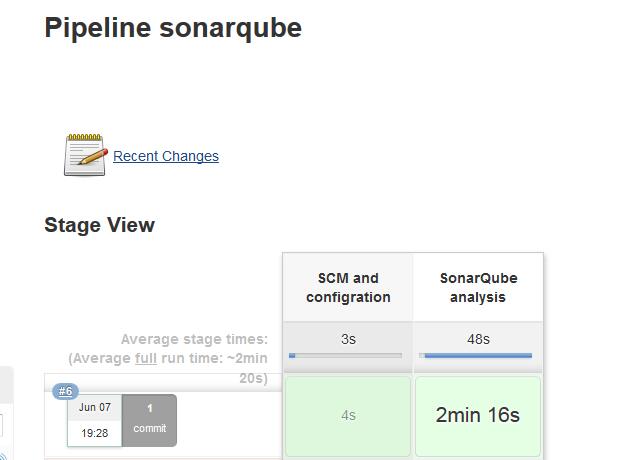 Pipeline sonarqube
Recent Changes
Stage View
SCM and
configration
SonarQube
analysis
Average stage times:
(Average full run time: ~2min
20s)
3s
48s
#6
Jun 07
19:28
1
commit
4s
2min 16s